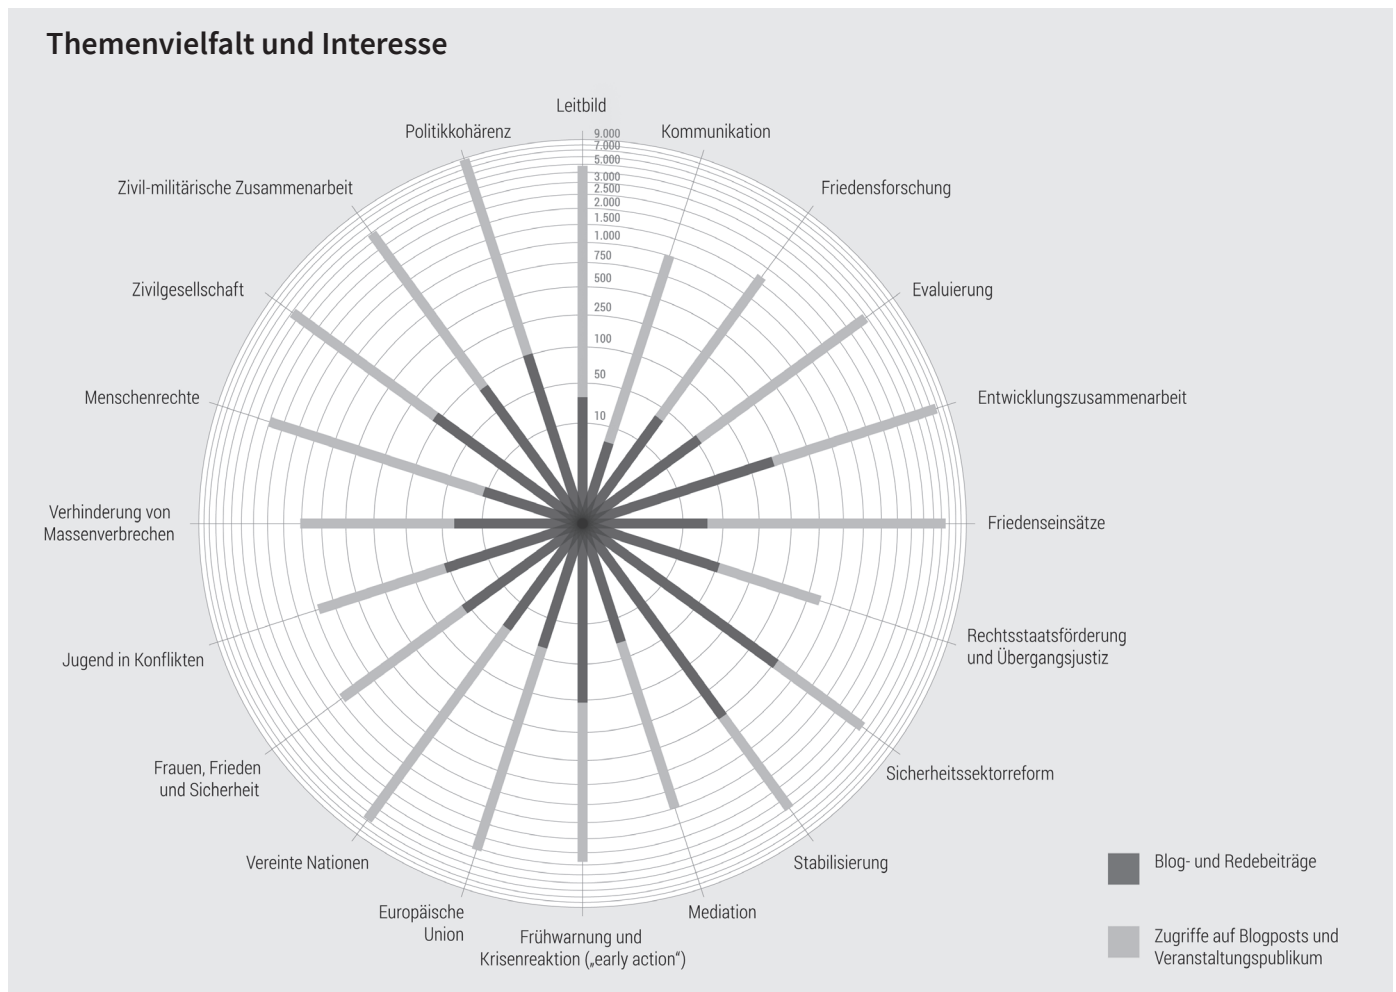 Themenvielfalt und Interesse
Leitbild
Politikkohärenz
Kommunikation
9.000
7.000
5.000
3.000
2.500
2.000
1.500
1.000
750
500
250
100
50
10
Zivil-militärische Zusammenarbeit
Friedensforschung
Zivilgesellschaft
Evaluierung
Menschenrechte
Entwicklungszusammenarbeit
Verhinderung von
Massenverbrechen
Friedenseinsätze
Jugend in Konflikten
Rechtsstaatsförderung
und Übergangsjustiz
Frauen, Frieden
und Sicherheit
Sicherheitssektorreform
Vereinte Nationen
Stabilisierung
Europäische
Union
Mediation
Frühwarnung und
Krisenreaktion („early action“)
Blog- und Redebeiträge
Zugriffe auf Blogposts und
Veranstaltungspublikum